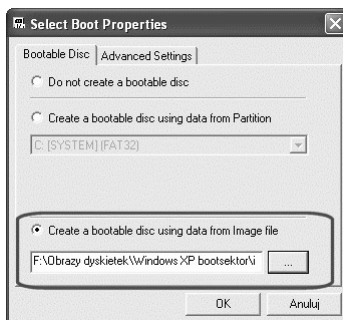 Select Boot Properties
Bootable Disc Advanced Settings
Do not create a bootable disc
Create a bootable disc using data from Partition
C: [SYSTEM] (FAT32)
Create a bootable disc using data from Image file
F:\Obrazy dyskietek\Windows XP bootsektor\i ...
OK Anuluj